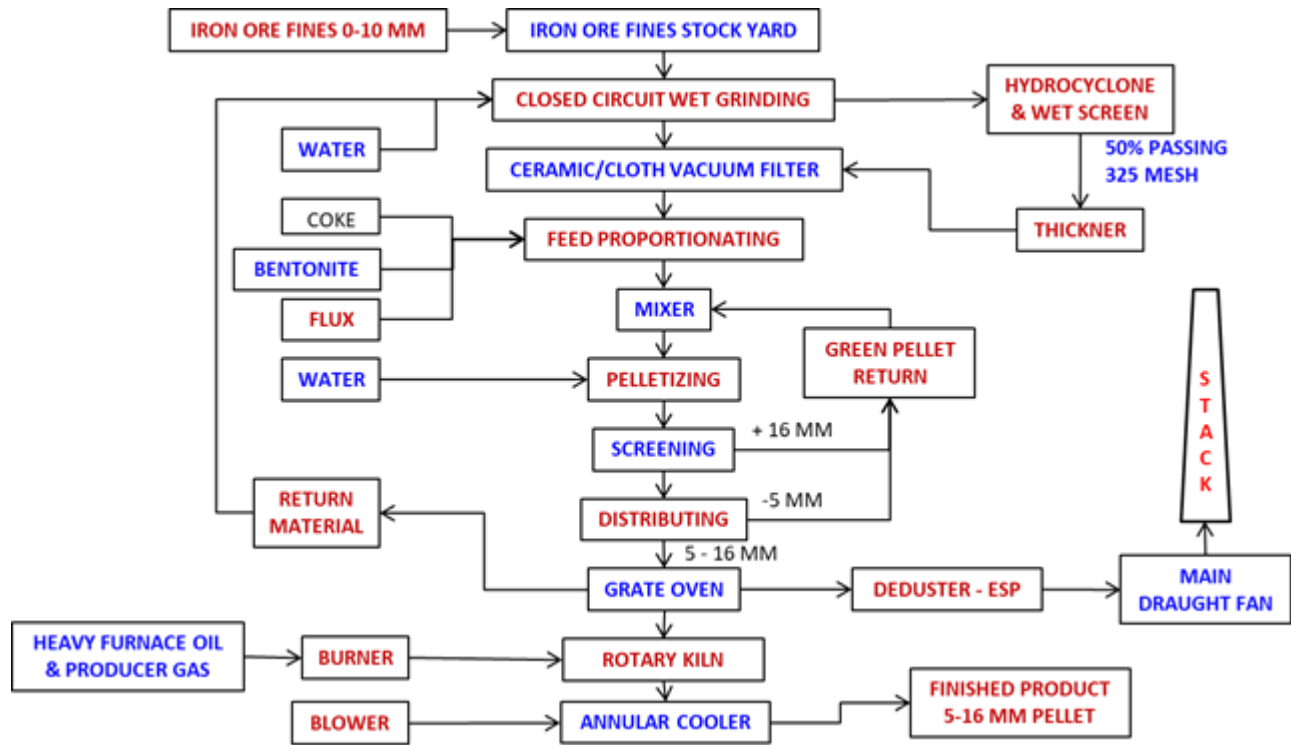 IRON ORE FINES 0-10 MM
IRON ORE FINES STOCK YARD
CLOSED CIRCUIT WET GRINDING
HYDROCYCLONE
& WET SCREEN
WATER
50% PASSING
325 MESH
CERAMIC/CLOTH VACUUM FILTER
COKE
THICKNER
FEED PROPORTIONATING
BENTONITE
FLUX
MIXER
GREEN PELLET
RETURN
WATER
PELLETIZING
+ 16 MM
SCREENING
RETURN
MATERIAL
-5 MM
DISTRIBUTING
5 - 16 MM
GRATE OVEN
DEDUSTER - ESP
MAIN
DRAUGHT FAN
STACK
HEAVY FURNACE OIL
& PRODUCER GAS
BURNER
ROTARY KILN
BLOWER
ANNULAR COOLER
FINISHED PRODUCT
5-16 MM PELLET